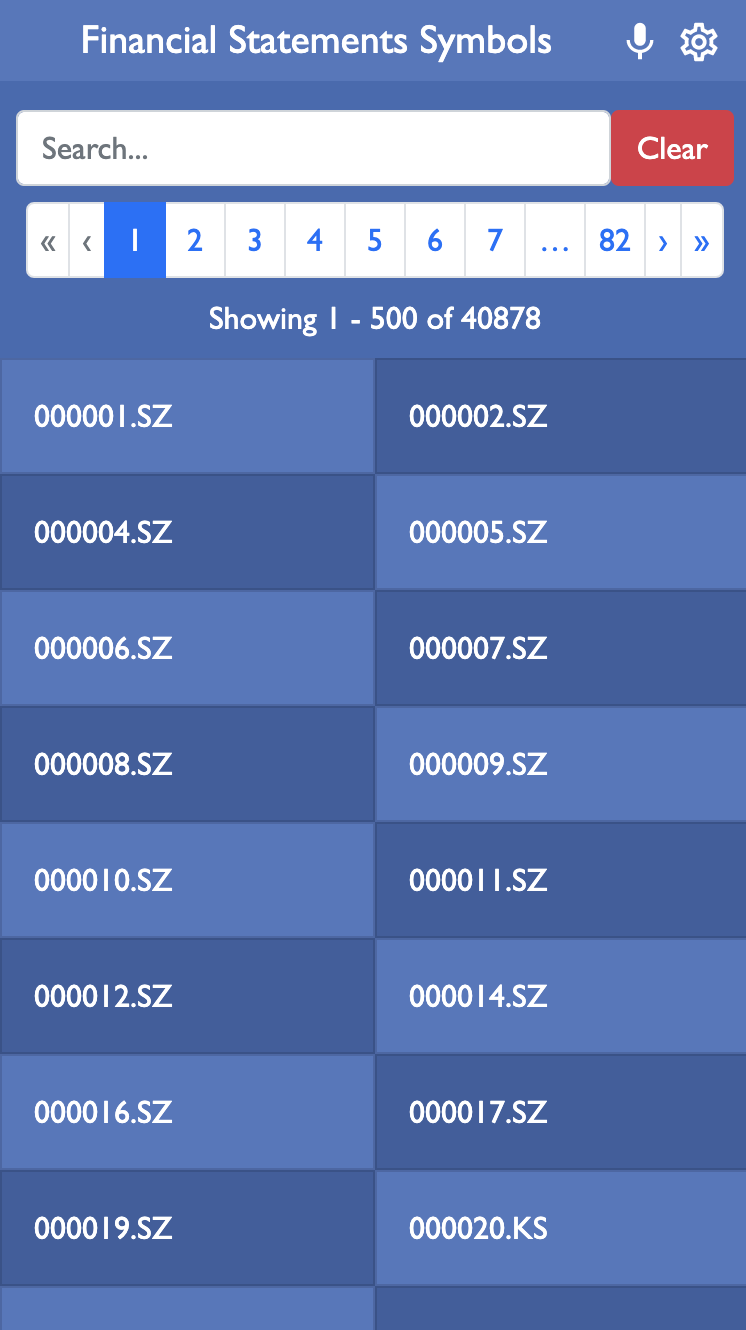 Financial Statements Symbols
Search...
Clear
« ‹ 1 2 3 4 5 6 7 ... 82 › »
Showing 1 - 500 of 40878
000001.SZ 000002.SZ
000004.SZ 000005.SZ
000006.SZ 000007.SZ
000008.SZ 000009.SZ
000010.SZ 000011.SZ
000012.SZ 000014.SZ
000016.SZ 000017.SZ
000019.SZ 000020.KS